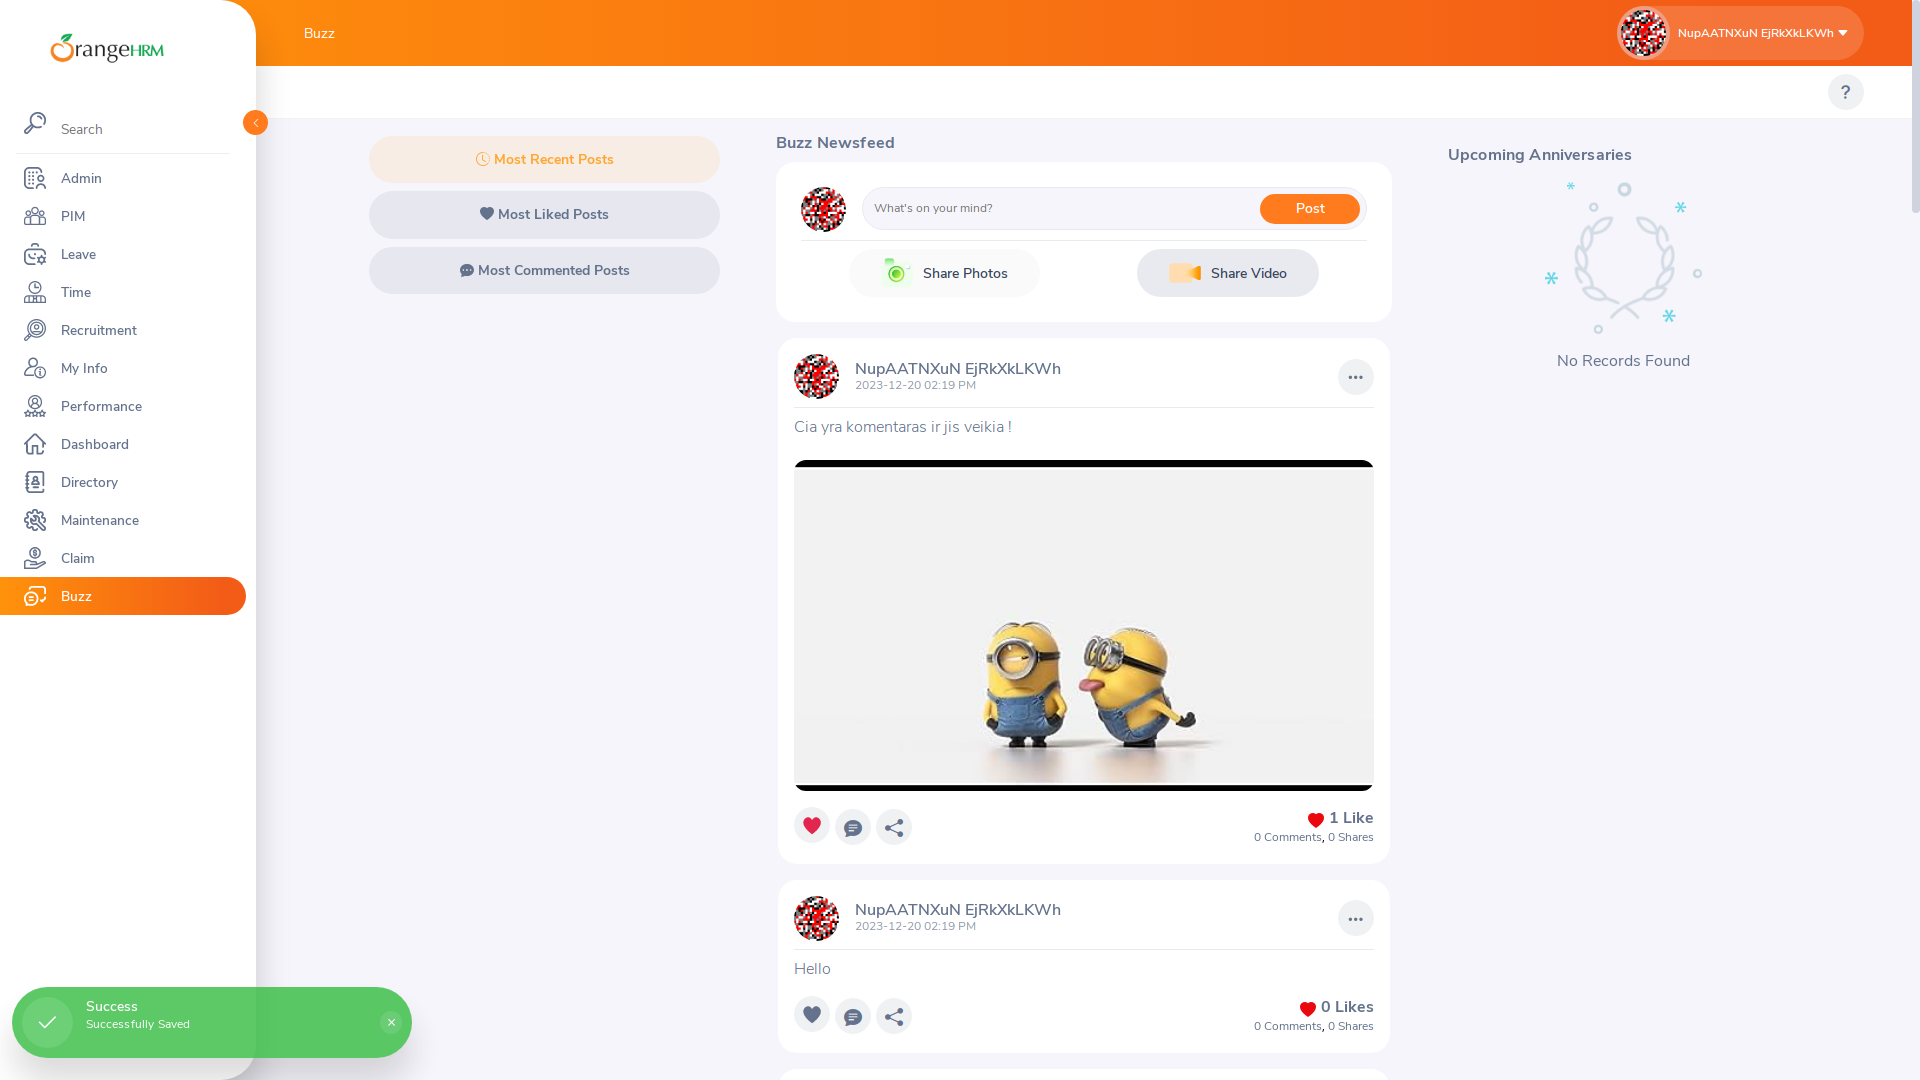 OrangeHRM
Search
Admin
PIM
Leave
Time
Recruitment
My Info
Performance
Dashboard
Directory
Maintenance
Claim
Buzz
Buzz
NupAATNXuN EjRkXkLKWh
?
Most Recent Posts
Most Liked Posts
Most Commented Posts
Buzz Newsfeed
What's on your mind?
Post
Share Photos
Share Video
NupAATNXuN EjRkXkLKWh
2023-12-20 02:19 PM
Cia yra komentaras ir jis veikia !
1 Like
0 Comments, 0 Shares
NupAATNXuN EjRkXkLKWh
2023-12-20 02:19 PM
Hello
0 Likes
0 Comments, 0 Shares
Upcoming Anniversaries
No Records Found
Success
Successfully Saved